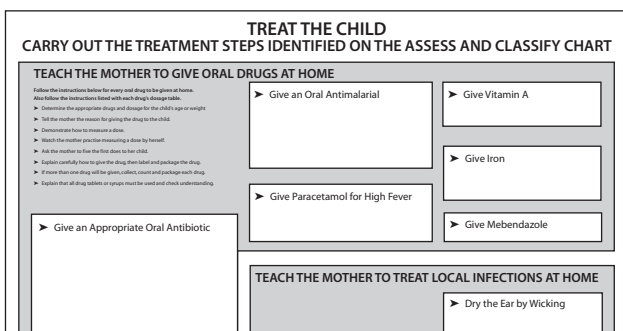 TREAT THE CHILD
CARRY OUT THE TREATMENT STEPS IDENTIFIED ON THE ASSESS AND CLASSIFY CHART
TEACH THE MOTHER TO GIVE ORAL DRUGS AT HOME
Follow the instructions below for every oral drug to be given at home.
Also follow the instructions listed with each drug's dosage table.
➤ Determine the appropriate drugs and dosage for the child's age or weight
➤ Tell the mother the reason for giving the drug to the child.
➤ Demonstrate how to measure a dose.
➤ Watch the mother practise measuring a dose by herself.
➤ Ask the mother to five the first does to her child.
➤ Explain carefully how to give the drug, then label and package the drug.
➤ If more than one drug will be given, collect, count and package each drug.
➤ Explain that all drug tablets or syrups must be used and check understanding.
➤ Give an Appropriate Oral Antibiotic
➤ Give an Oral Antimalarial
➤ Give Paracetamol for High Fever
➤ Give Vitamin A
➤ Give Iron
➤ Give Mebendazole
TEACH THE MOTHER TO TREAT LOCAL INFECTIONS AT HOME
➤ Dry the Ear by Wicking